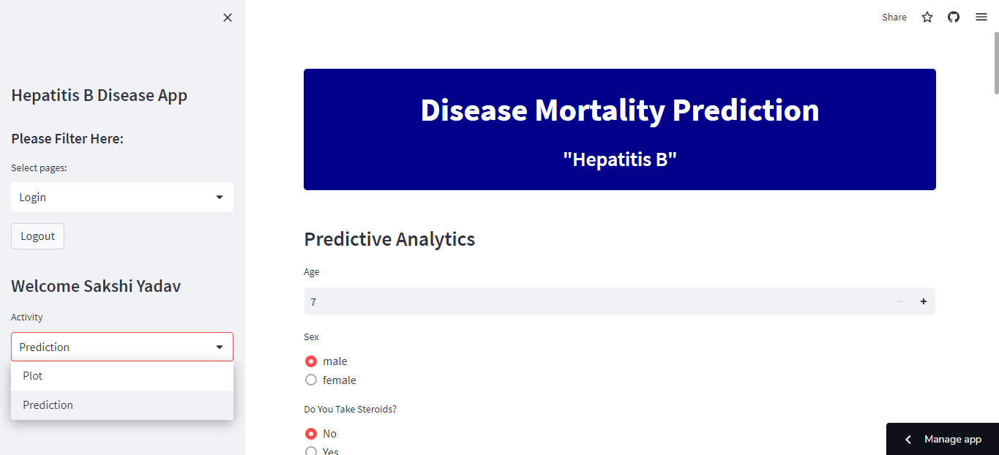 Share
Hepatitis B Disease App
Please Filter Here:
Select pages:
Login
Logout
Welcome Sakshi Yadav
Activity
Prediction
Plot
Prediction
Disease Mortality Prediction
"Hepatitis B"
Predictive Analytics
Age
7
Sex
male
female
Do You Take Steroids?
No
Yes
Manage app